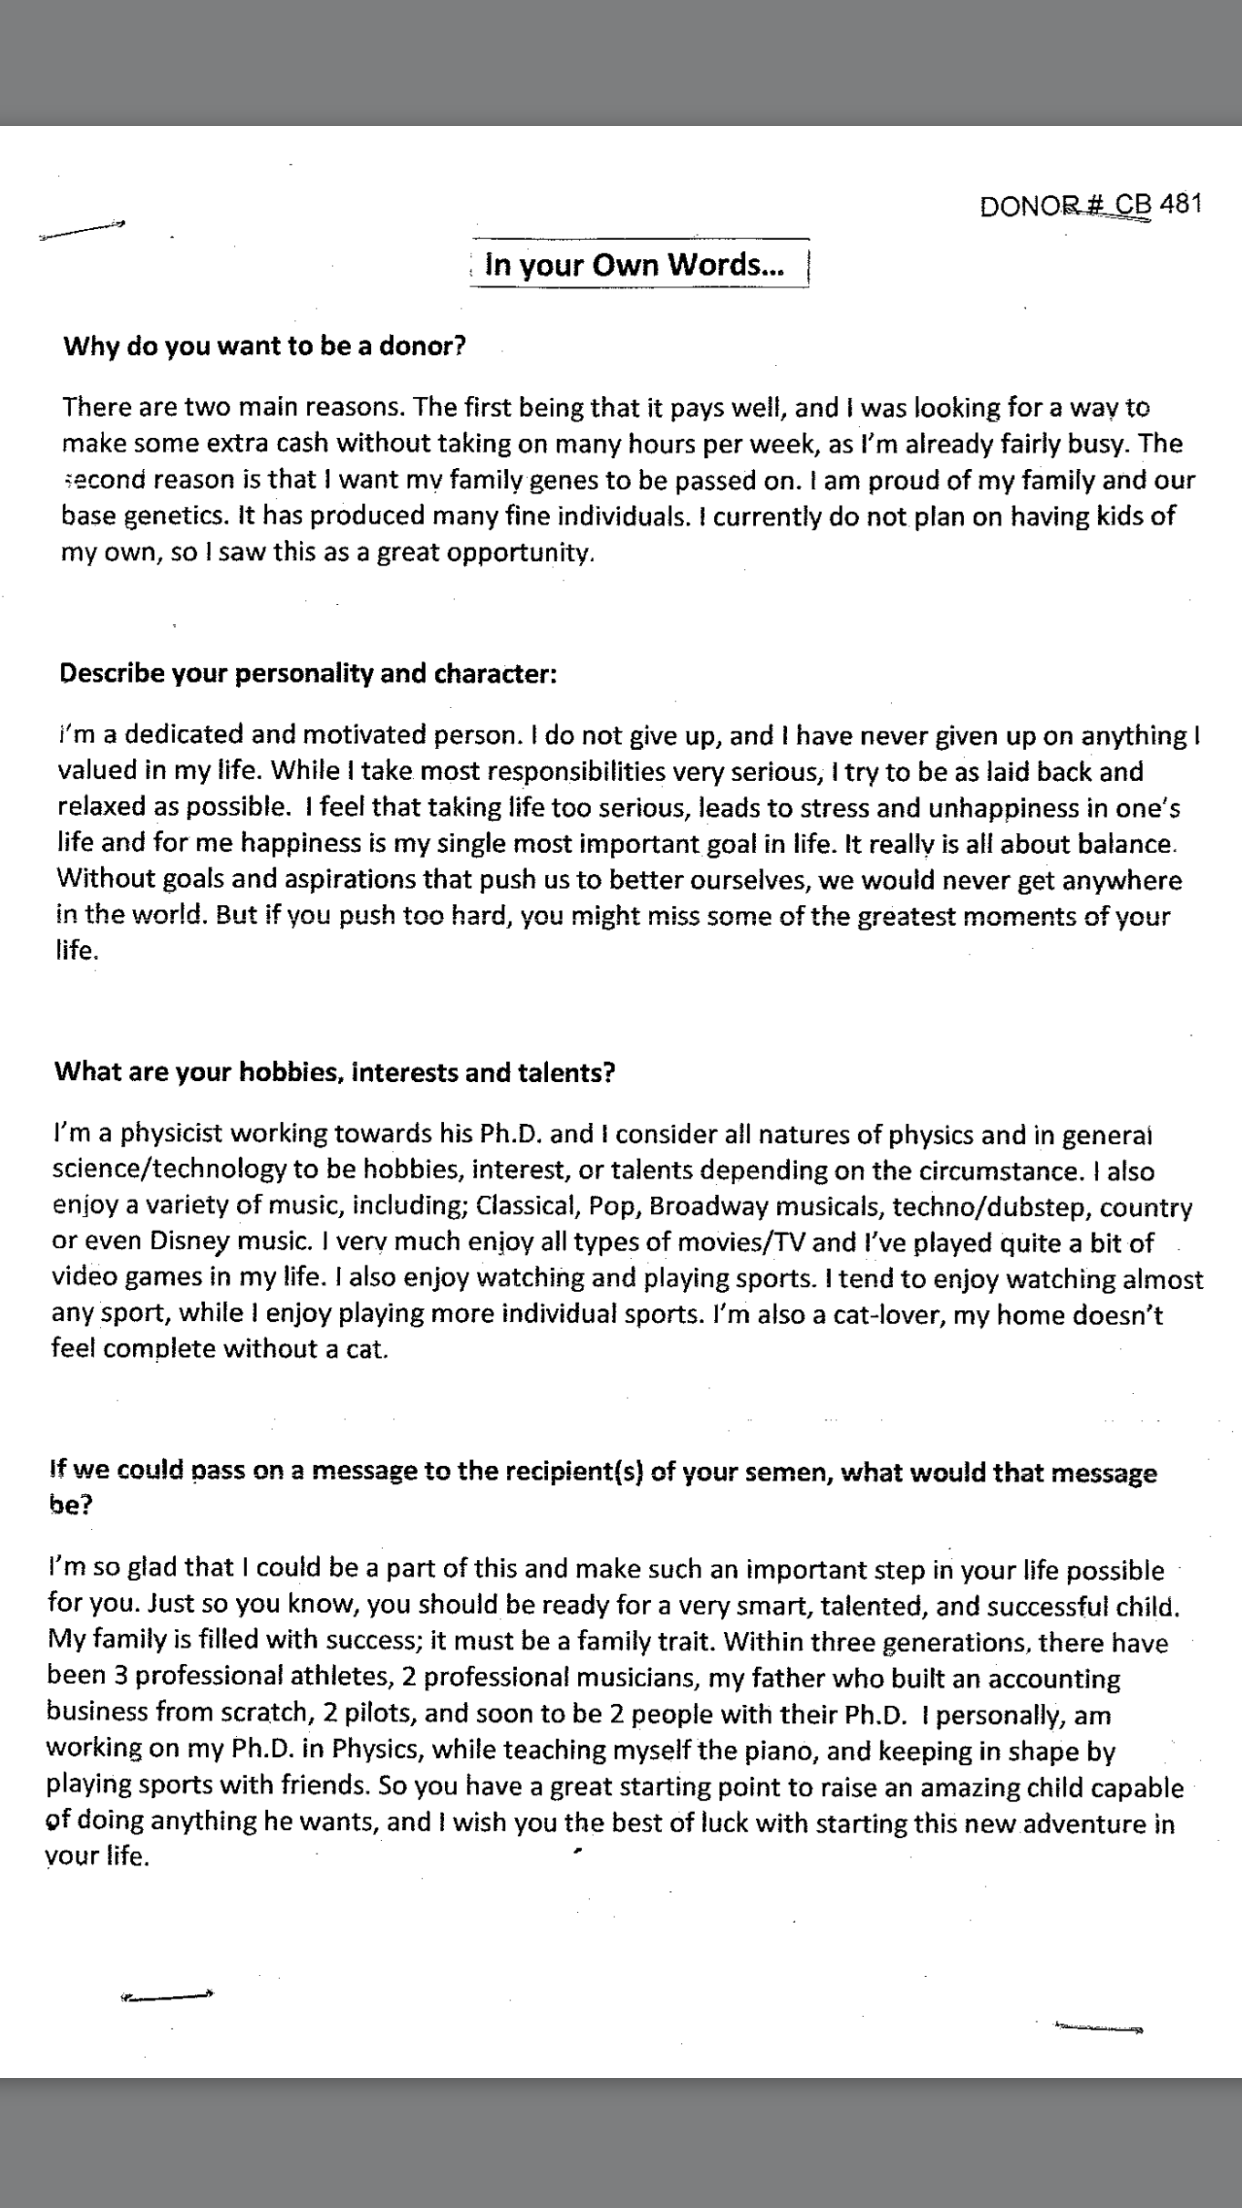 DONOR # CB 481
In your Own Words...
Why do you want to be a donor?
There are two main reasons. The first being that it pays well, and I was looking for a way to
make some extra cash without taking on many hours per week, as I'm already fairly busy. The
second reason is that I want my family genes to be passed on. I am proud of my family and our
base genetics. It has produced many fine individuals. I currently do not plan on having kids of
my own, so I saw this as a great opportunity.
Describe your personality and character:
I'm a dedicated and motivated person. I do not give up, and I have never given up on anything I
valued in my life. While I take most responsibilities very serious, I try to be as laid back and
relaxed as possible. I feel that taking life too serious, leads to stress and unhappiness in one's
life and for me happiness is my single most important goal in life. It really is all about balance.
Without goals and aspirations that push us to better ourselves, we would never get anywhere
in the world. But if you push too hard, you might miss some of the greatest moments of your
life.
What are your hobbies, interests and talents?
I'm a physicist working towards his Ph.D. and I consider all natures of physics and in general
science/technology to be hobbies, interest, or talents depending on the circumstance. I also
enjoy a variety of music, including; Classical, Pop, Broadway musicals, techno/dubstep, country
or even Disney music. I very much enjoy all types of movies/TV and I've played quite a bit of
video games in my life. I also enjoy watching and playing sports. I tend to enjoy watching almost
any sport, while I enjoy playing more individual sports. I'm also a cat-lover, my home doesn't
feel complete without a cat.
If we could pass on a message to the recipient(s) of your semen, what would that message
be?
I'm so glad that I could be a part of this and make such an important step in your life possible
for you. Just so you know, you should be ready for a very smart, talented, and successful child.
My family is filled with success; it must be a family trait. Within three generations, there have
been 3 professional athletes, 2 professional musicians, my father who built an accounting
business from scratch, 2 pilots, and soon to be 2 people with their Ph.D. I personally, am
working on my Ph.D. in Physics, while teaching myself the piano, and keeping in shape by
playing sports with friends. So you have a great starting point to raise an amazing child capable
of doing anything he wants, and I wish you the best of luck with starting this new adventure in
your life.